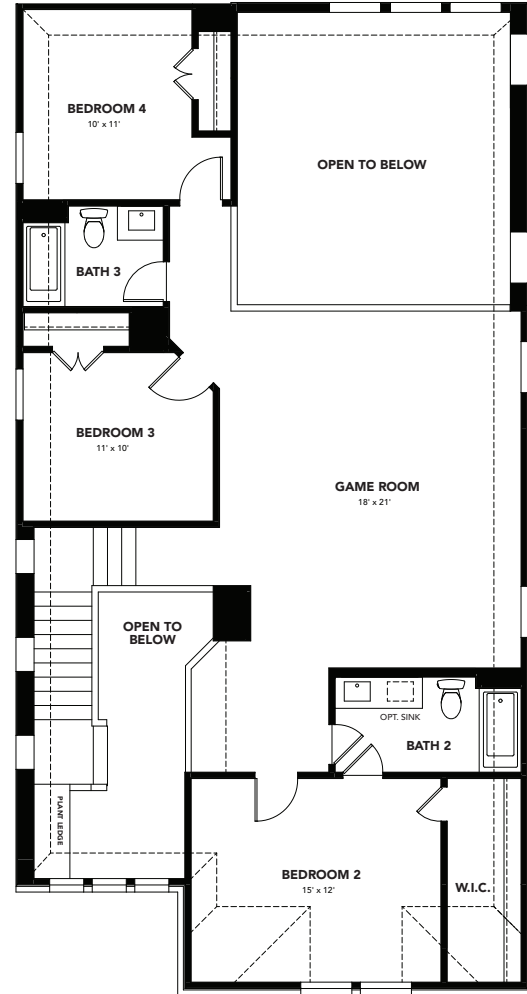 BEDROOM 4
10' x 11'
OPEN TO BELOW
BATH 3
BEDROOM 3
11' x 10'
GAME ROOM
18' x 21'
OPEN TO
BELOW
OPT. SINK
BATH 2
PLANT LEDGE
BEDROOM 2
15' x 12'
W.I.C.